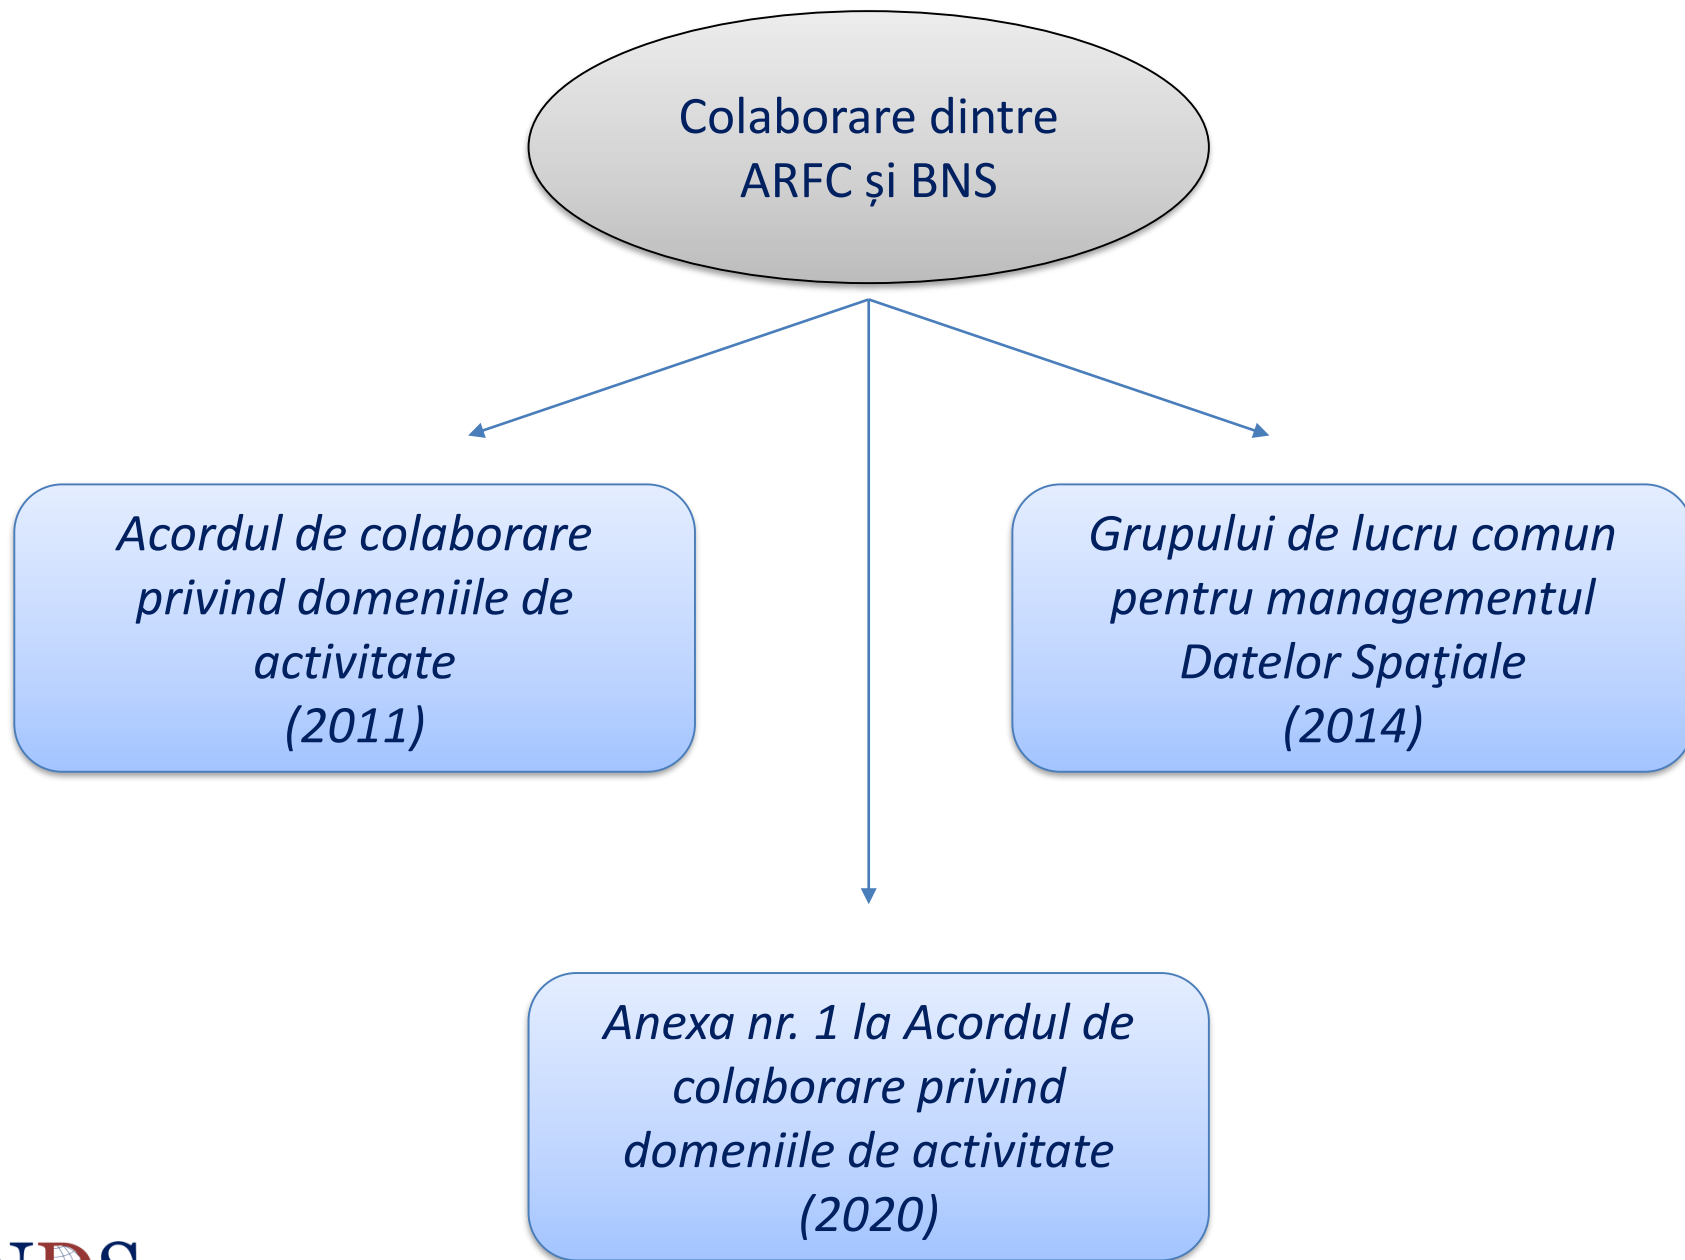 Colaborare dintre
ARFC și BNS
Acordul de colaborare
privind domeniile de
activitate
(2011)
Grupului de lucru comun
pentru managementul
Datelor Spaţiale
(2014)
Anexa nr. 1 la Acordul de
colaborare privind
domeniile de activitate
(2020)